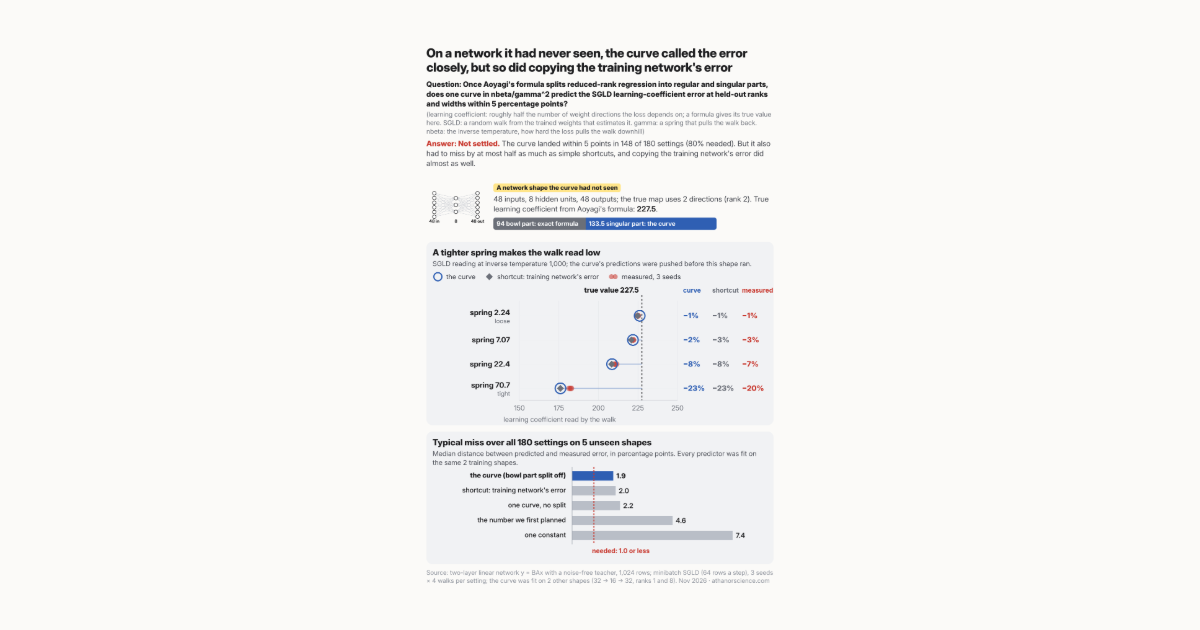 On a network it had never seen, the curve called the error
closely, but so did copying the training network's error
Question: Once Aoyagi's formula splits reduced-rank regression into regular and singular parts,
does one curve in nbeta/gamma^2 predict the SGLD learning-coefficient error at held-out ranks
and widths within 5 percentage points?
(learning coefficient: roughly half the number of weight directions the loss depends on; a formula gives its true value
here. SGLD: a random walk from the trained weights that estimates it. gamma: a spring that pulls the walk back.
nbeta: the inverse temperature, how hard the loss pulls the walk downhill)
Answer: Not settled. The curve landed within 5 points in 148 of 180 settings (80% needed). But it also
had to miss by at most half as much as simple shortcuts, and copying the training network's error did
almost as well.
A network shape the curve had not seen
48 inputs, 8 hidden units, 48 outputs; the true map uses 2 directions (rank 2). True
learning coefficient from Aoyagi's formula: 227.5.
48 in 8 48 out
94 bowl part: exact formula 133.5 singular part: the curve
A tighter spring makes the walk read low
SGLD reading at inverse temperature 1,000; the curve's predictions were pushed before this shape ran.
the curve shortcut: training network's error measured, 3 seeds
true value 227.5 curve shortcut measured
spring 2.24 −1% −1% −1%
loose
spring 7.07 −2% −3% −3%
spring 22.4 −8% −8% −7%
spring 70.7 −23% −23% −20%
tight
150 175 200 225 250
learning coefficient read by the walk
Typical miss over all 180 settings on 5 unseen shapes
Median distance between predicted and measured error, in percentage points. Every predictor was fit on
the same 2 training shapes.
the curve (bowl part split off) 1.9
shortcut: training network's error 2.0
one curve, no split 2.2
the number we first planned 4.6
one constant 7.4
needed: 1.0 or less
Source: two-layer linear network y = BAx with a noise-free teacher, 1,024 rows; minibatch SGLD (64 rows a step), 3 seeds
× 4 walks per setting; the curve was fit on 2 other shapes (32 → 16 → 32, ranks 1 and 8). Nov 2026 · athanorscience.com